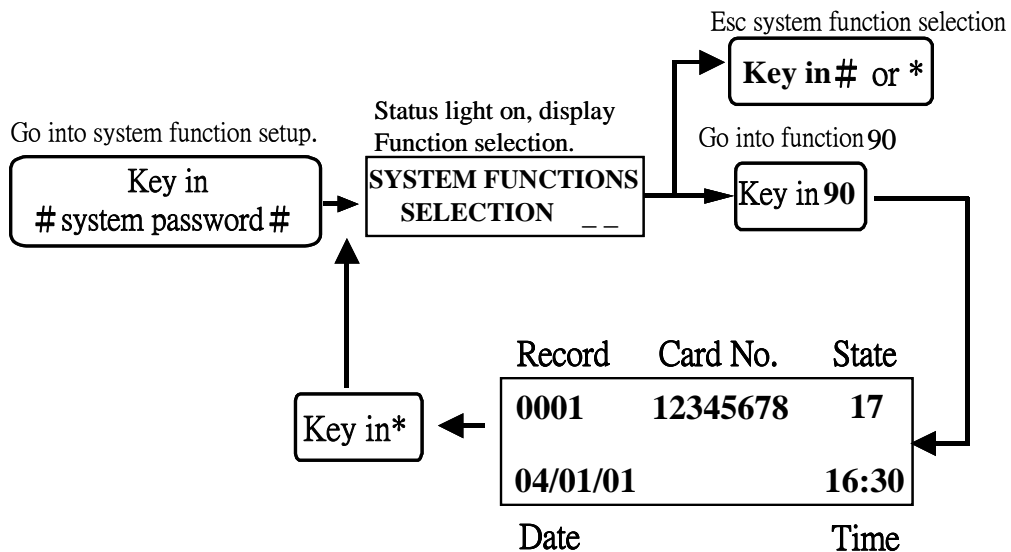 Esc system function selection
Key in # or *
Status light on, display
Function selection.
Go into system function setup.
Key in
# system password #
SYSTEM FUNCTIONS
SELECTION _ _
Go into function 90
Key in 90
Record Card No. State
0001 12345678 17
04/01/01 16:30
Date Time
Key in*